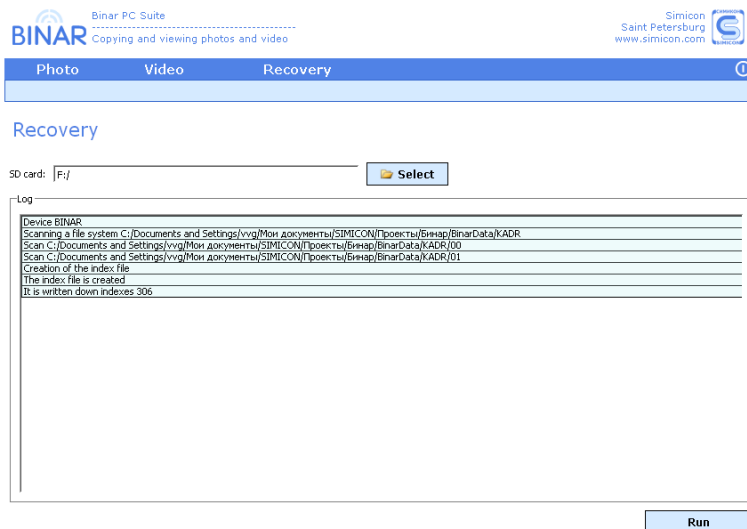 BINAR
Binar PC Suite
Copying and viewing photos and video
Simicon
Saint Petersburg
www.simicon.com
SIMICON
SIMICON
Photo Video Recovery
Recovery
SD card: F:/ Select
Log
Device BINAR
Scanning a file system C:/Documents and Settings/vvg/Мои документы/SIMICON/Проекты/Бинар/BinarData/KADR
Scan C:/Documents and Settings/vvg/Мои документы/SIMICON/Проекты/Бинар/BinarData/KADR/00
Scan C:/Documents and Settings/vvg/Мои документы/SIMICON/Проекты/Бинар/BinarData/KADR/01
Creation of the index file
The index file is created
It is written down indexes 306
Run